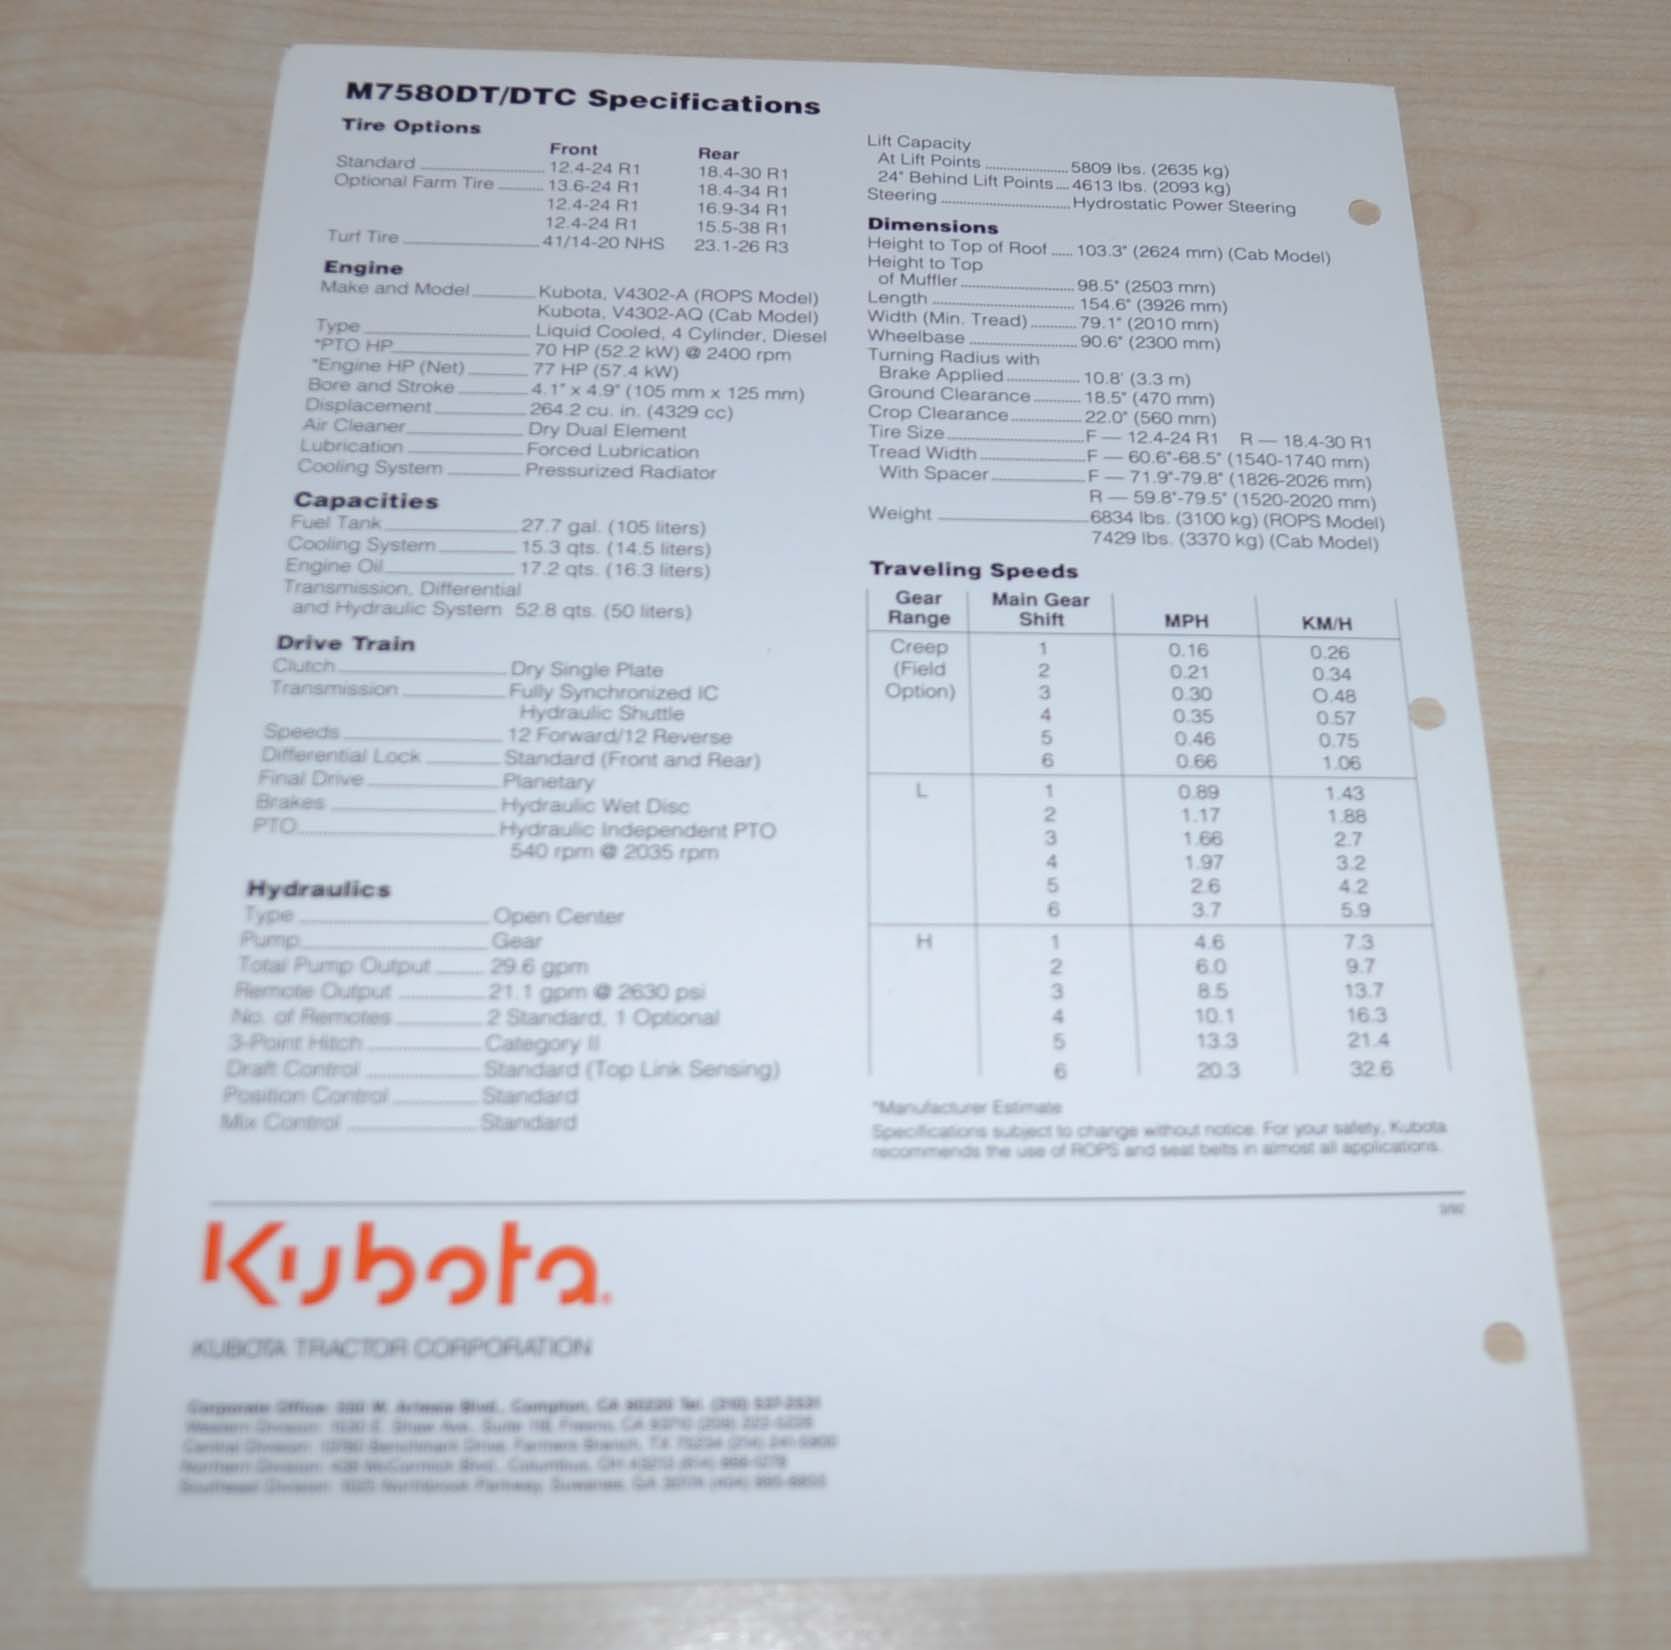 M7580DT/DTC Specifications
Tire Options
Front Rear
Standard 12.4-24 R1 18.4-30 R1
Optional Farm Tire 13.6-24 R1 18.4-34 R1
12.4-24 R1 16.9-34 R1
12.4-24 R1 15.5-38 R1
Turf Tire 41/14-20 NHS 23.1-26 R3
Engine
Make and Model Kubota, V4302-A (ROPS Model)
Kubota, V4302-AQ (Cab Model)
Type Liquid Cooled, 4 Cylinder, Diesel
*PTO HP 70 HP (52.2 kW) @ 2400 rpm
*Engine HP (Net) 77 HP (57.4 kW)
Bore and Stroke 4.1" x 4.9" (105 mm x 125 mm)
Displacement 264.2 cu. in. (4329 cc)
Air Cleaner Dry Dual Element
Lubrication Forced Lubrication
Cooling System Pressurized Radiator
Capacities
Fuel Tank 27.7 gal. (105 liters)
Cooling System 15.3 qts. (14.5 liters)
Engine Oil 17.2 qts. (16.3 liters)
Transmission, Differential
and Hydraulic System 52.8 qts. (50 liters)
Drive Train
Clutch Dry Single Plate
Transmission Fully Synchronized IC
Hydraulic Shuttle
Speeds 12 Forward/12 Reverse
Differential Lock Standard (Front and Rear)
Final Drive Planetary
Brakes Hydraulic Wet Disc
PTO Hydraulic Independent PTO
540 rpm @ 2035 rpm
Hydraulics
Type Open Center
Pump Gear
Total Pump Output 29.6 gpm
Remote Output 21.1 gpm @ 2630 psi
No. of Remotes 2 Standard, 1 Optional
3-Point Hitch Category II
Draft Control Standard (Top Link Sensing)
Position Control Standard
Mix Control Standard
Lift Capacity
At Lift Points 5809 lbs. (2635 kg)
24" Behind Lift Points 4613 lbs. (2093 kg)
Steering Hydrostatic Power Steering
Dimensions
Height to Top of Roof 103.3" (2624 mm) (Cab Model)
Height to Top
of Muffler 98.5" (2503 mm)
Length 154.6" (3926 mm)
Width (Min. Tread) 79.1" (2010 mm)
Wheelbase 90.6" (2300 mm)
Turning Radius with
Brake Applied 10.8' (3.3 m)
Ground Clearance 18.5" (470 mm)
Crop Clearance 22.0" (560 mm)
Tire Size F — 12.4-24 R1 R — 18.4-30 R1
Tread Width F — 60.6"-68.5" (1540-1740 mm)
With Spacer F — 71.9"-79.8" (1826-2026 mm)
R — 59.8"-79.5" (1520-2020 mm)
Weight 6834 lbs. (3100 kg) (ROPS Model)
7429 lbs. (3370 kg) (Cab Model)
Traveling Speeds
Gear Main Gear
Range Shift MPH KM/H
Creep 1 0.16 0.26
(Field 2 0.21 0.34
Option) 3 0.30 0.48
4 0.35 0.57
5 0.46 0.75
6 0.66 1.06
L 1 0.89 1.43
2 1.17 1.88
3 1.66 2.7
4 1.97 3.2
5 2.6 4.2
6 3.7 5.9
H 1 4.6 7.3
2 6.0 9.7
3 8.5 13.7
4 10.1 16.3
5 13.3 21.4
6 20.3 32.6
*Manufacturer Estimate
Specifications subject to change without notice. For your safety, Kubota
recommends the use of ROPS and seat belts in almost all applications.
Kubota
KUBOTA TRACTOR CORPORATION
Corporate Office: Compton, CA
Western Division: Fresno, CA
Central Division: Farmers Branch, TX
Northern Division: Columbus, OH
Southeast Division: Northbrook Parkway, Suwanee, GA